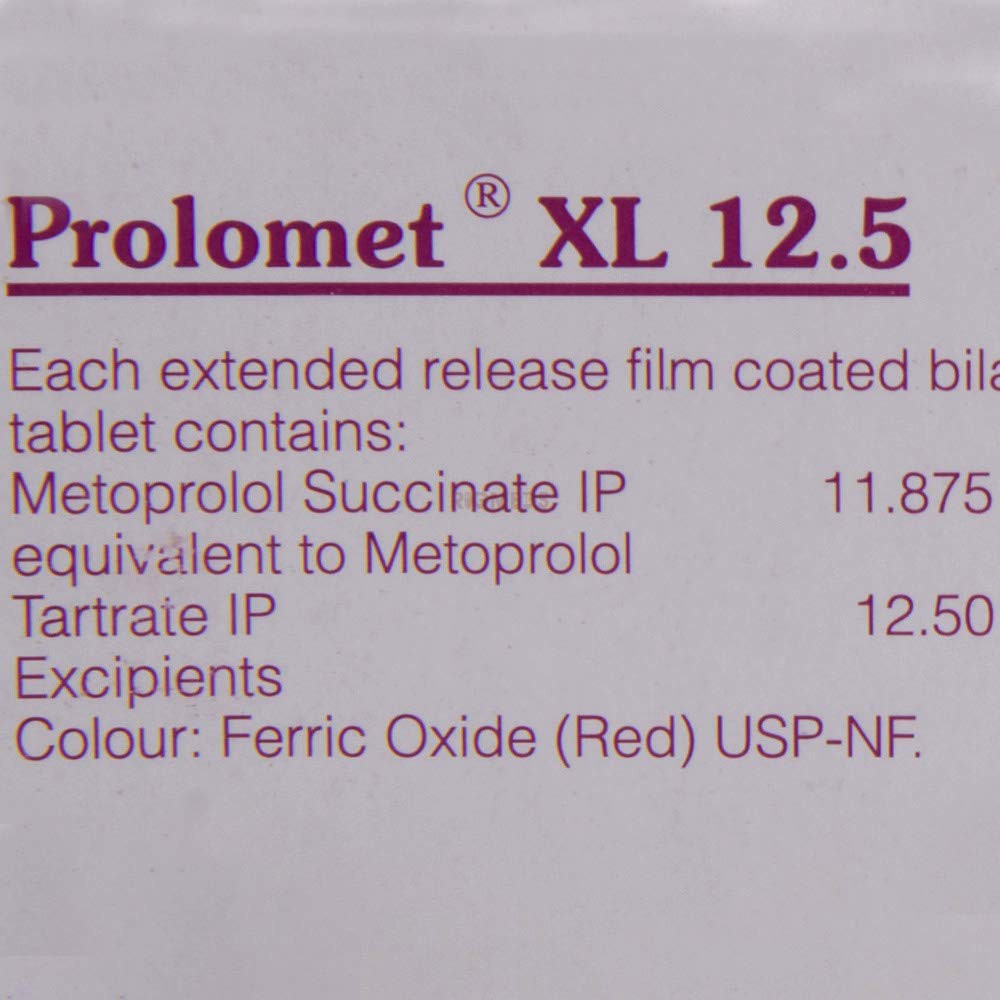 Prolomet ® XL 12.5
Each extended release film coated
tablet contains:
Metoprolol Succinate IP 11.875
equivalent to Metoprolol
Tartrate IP 12.50
Excipients
Colour: Ferric Oxide (Red) USP-NF.